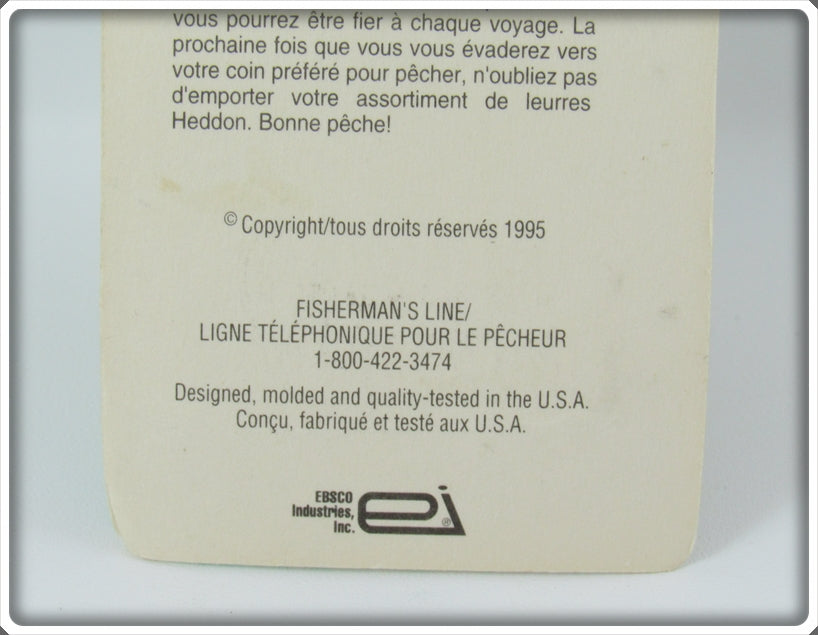 vous pourrez être fier à chaque voyage. La
prochaine fois que vous vous évaderez vers
votre coin préféré pour pêcher, n'oubliez pas
d'emporter votre assortiment de leurres
Heddon. Bonne pêche!
© Copyright/tous droits réservés 1995
FISHERMAN'S LINE/
LIGNE TÉLÉPHONIQUE POUR LE PÊCHEUR
1-800-422-3474
Designed, molded and quality-tested in the U.S.A.
Conçu, fabriqué et testé aux U.S.A.
EBSCO
Industries,
Inc.
ei®